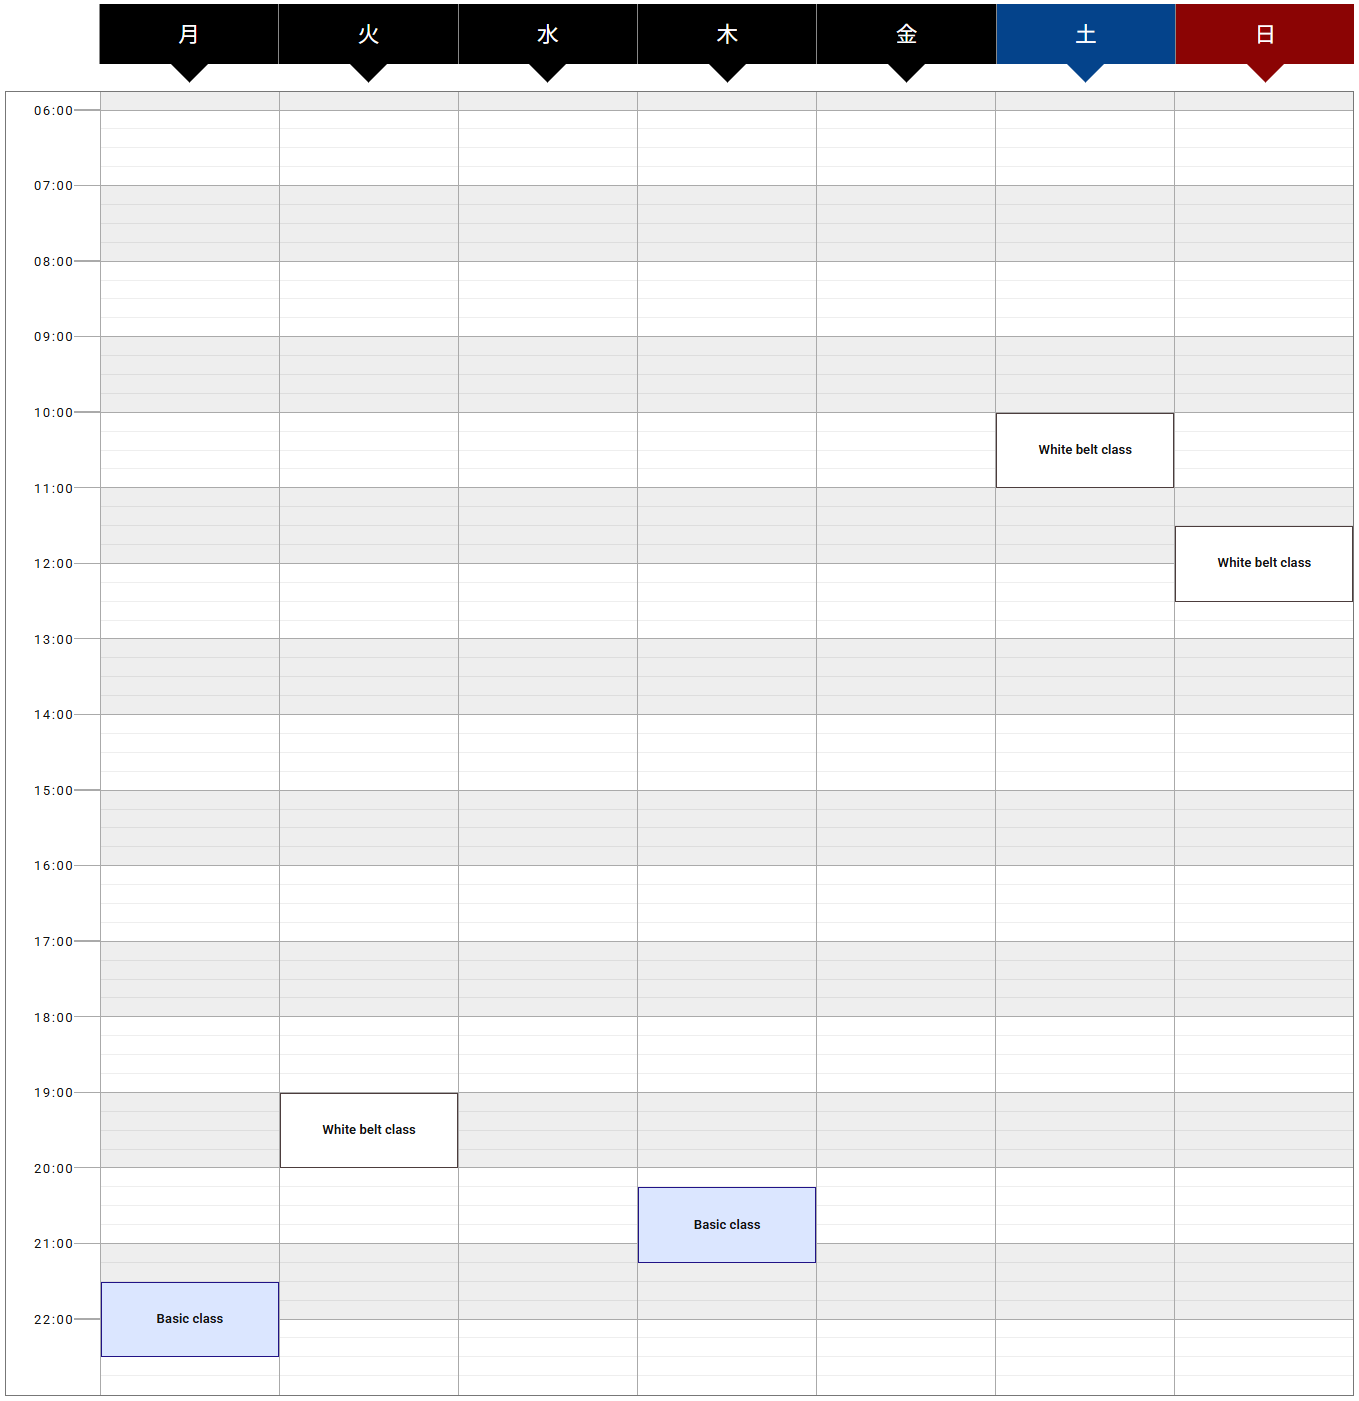 月 火 水 木 金 土 日
06:00
07:00
08:00
09:00
10:00
White belt class
11:00
12:00 White belt class
13:00
14:00
15:00
16:00
17:00
18:00
19:00
White belt class
20:00
Basic class
21:00
22:00 Basic class